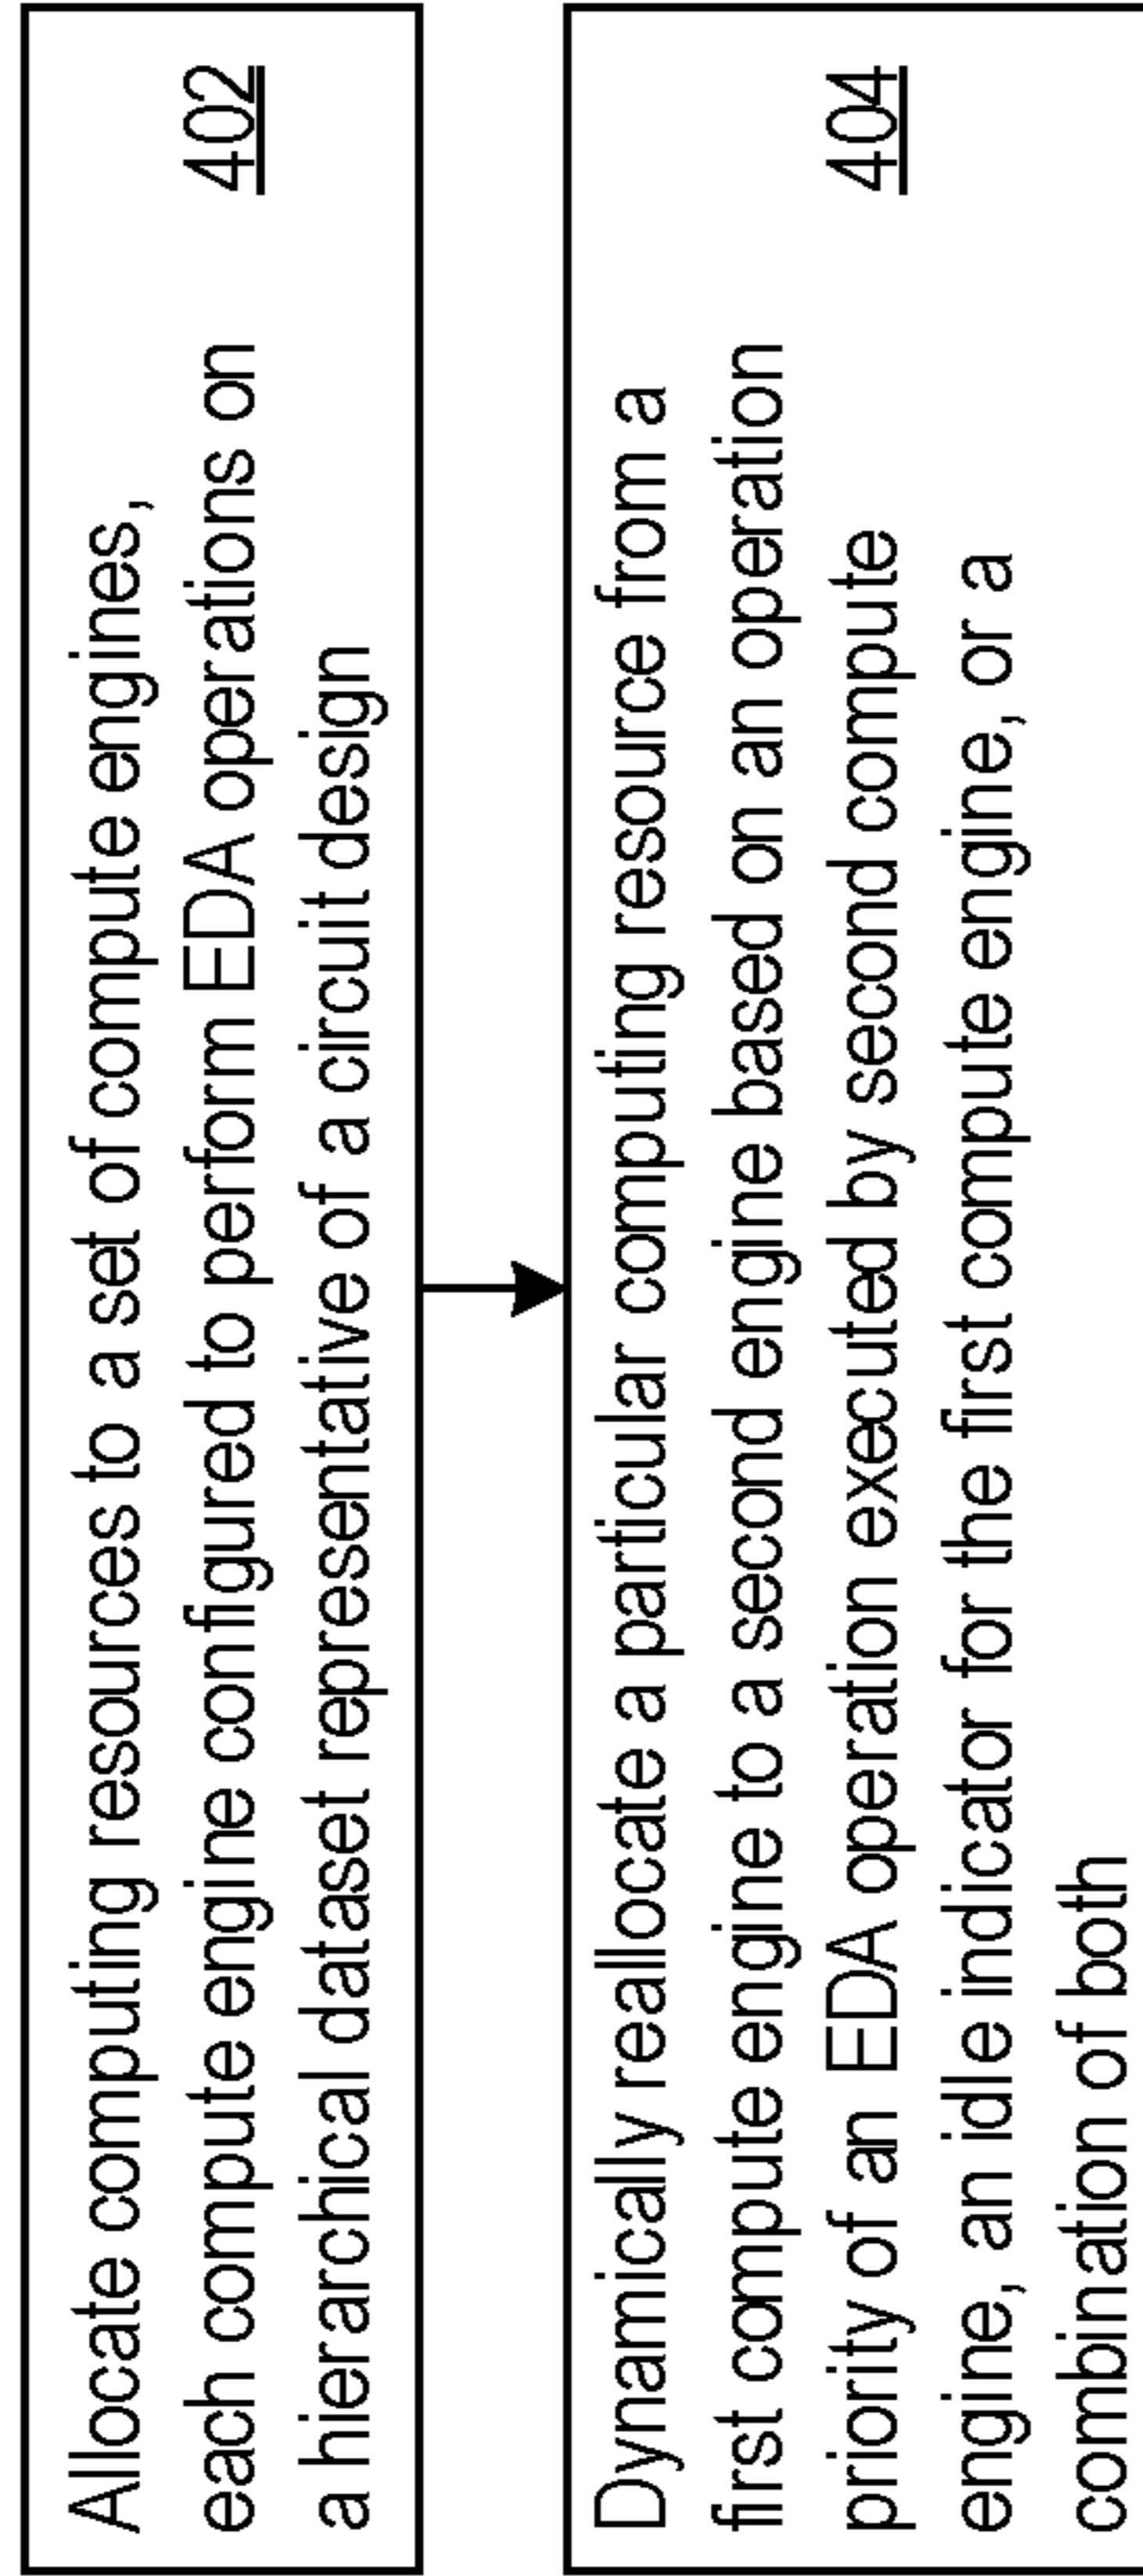 Allocate computing resources to a set of compute engines,
each compute engine configured to perform EDA operations on
a hierarchical dataset representative of a circuit design
402
Dynamically reallocate a particular computing resource from a
first compute engine to a second engine based on an operation
priority of an EDA operation executed by second compute
engine, an idle indicator for the first compute engine, or a
combination of both
404